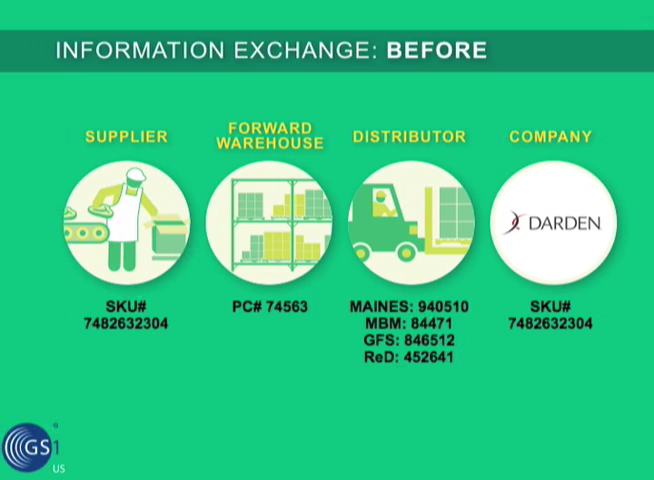 INFORMATION EXCHANGE: BEFORE
SUPPLIER
FORWARD
WAREHOUSE
DISTRIBUTOR
COMPANY
DARDEN
SKU#
7482632304
PC# 74563
MAINES: 940510
MBM: 84471
GFS: 846512
ReD: 452641
SKU#
7482632304
GS1
US
®